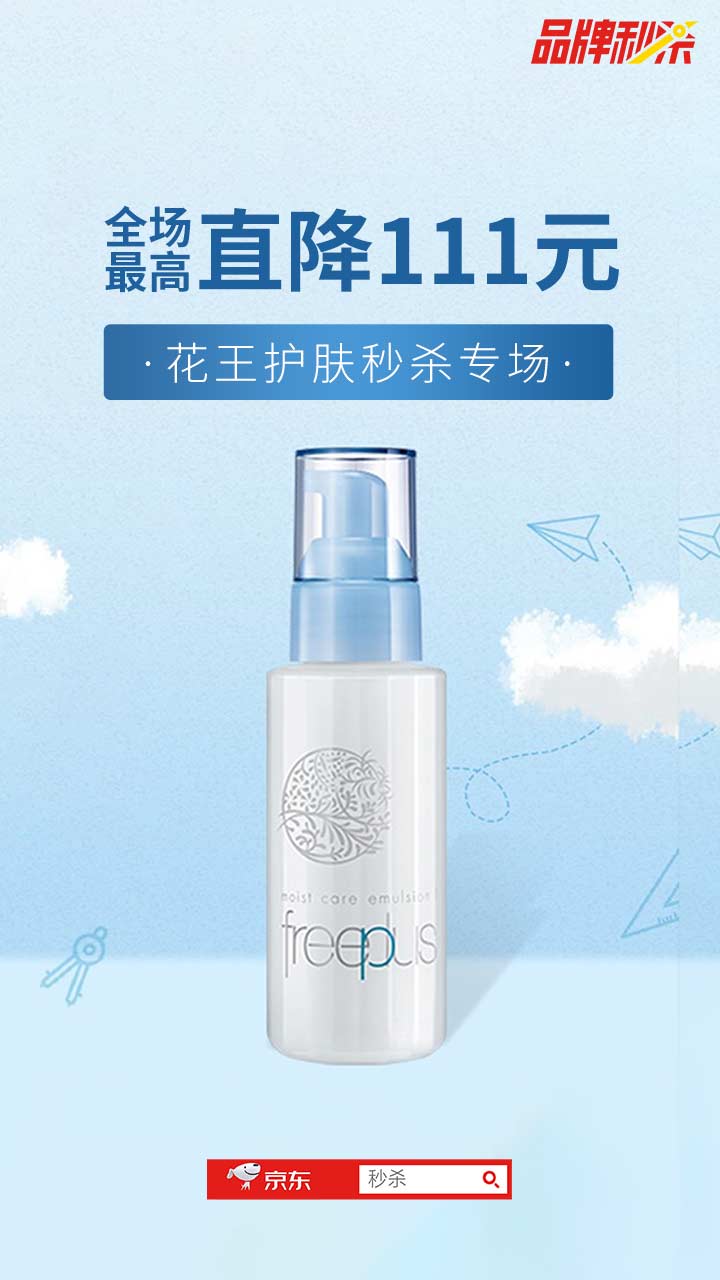 品牌秒杀
全场最高直降111元
·花王护肤秒杀专场·
moist care emulsion 1
freeplus
京东
秒杀